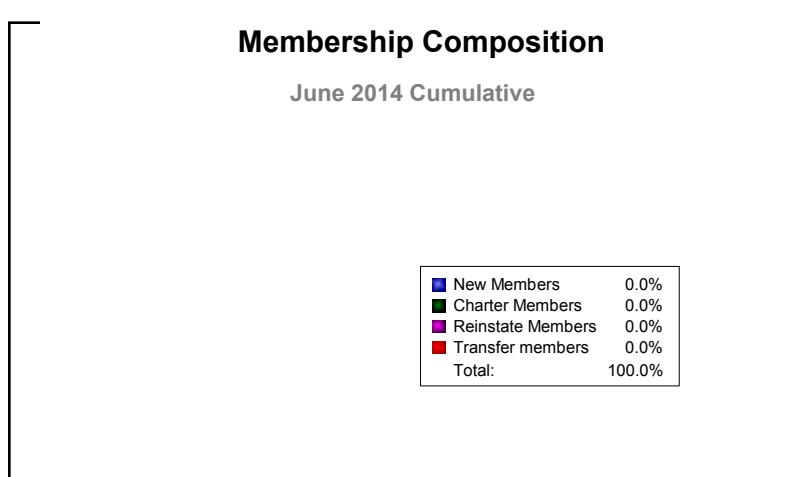 Membership Composition
June 2014 Cumulative
New Members 0.0%
Charter Members 0.0%
Reinstate Members 0.0%
Transfer members 0.0%
Total: 100.0%